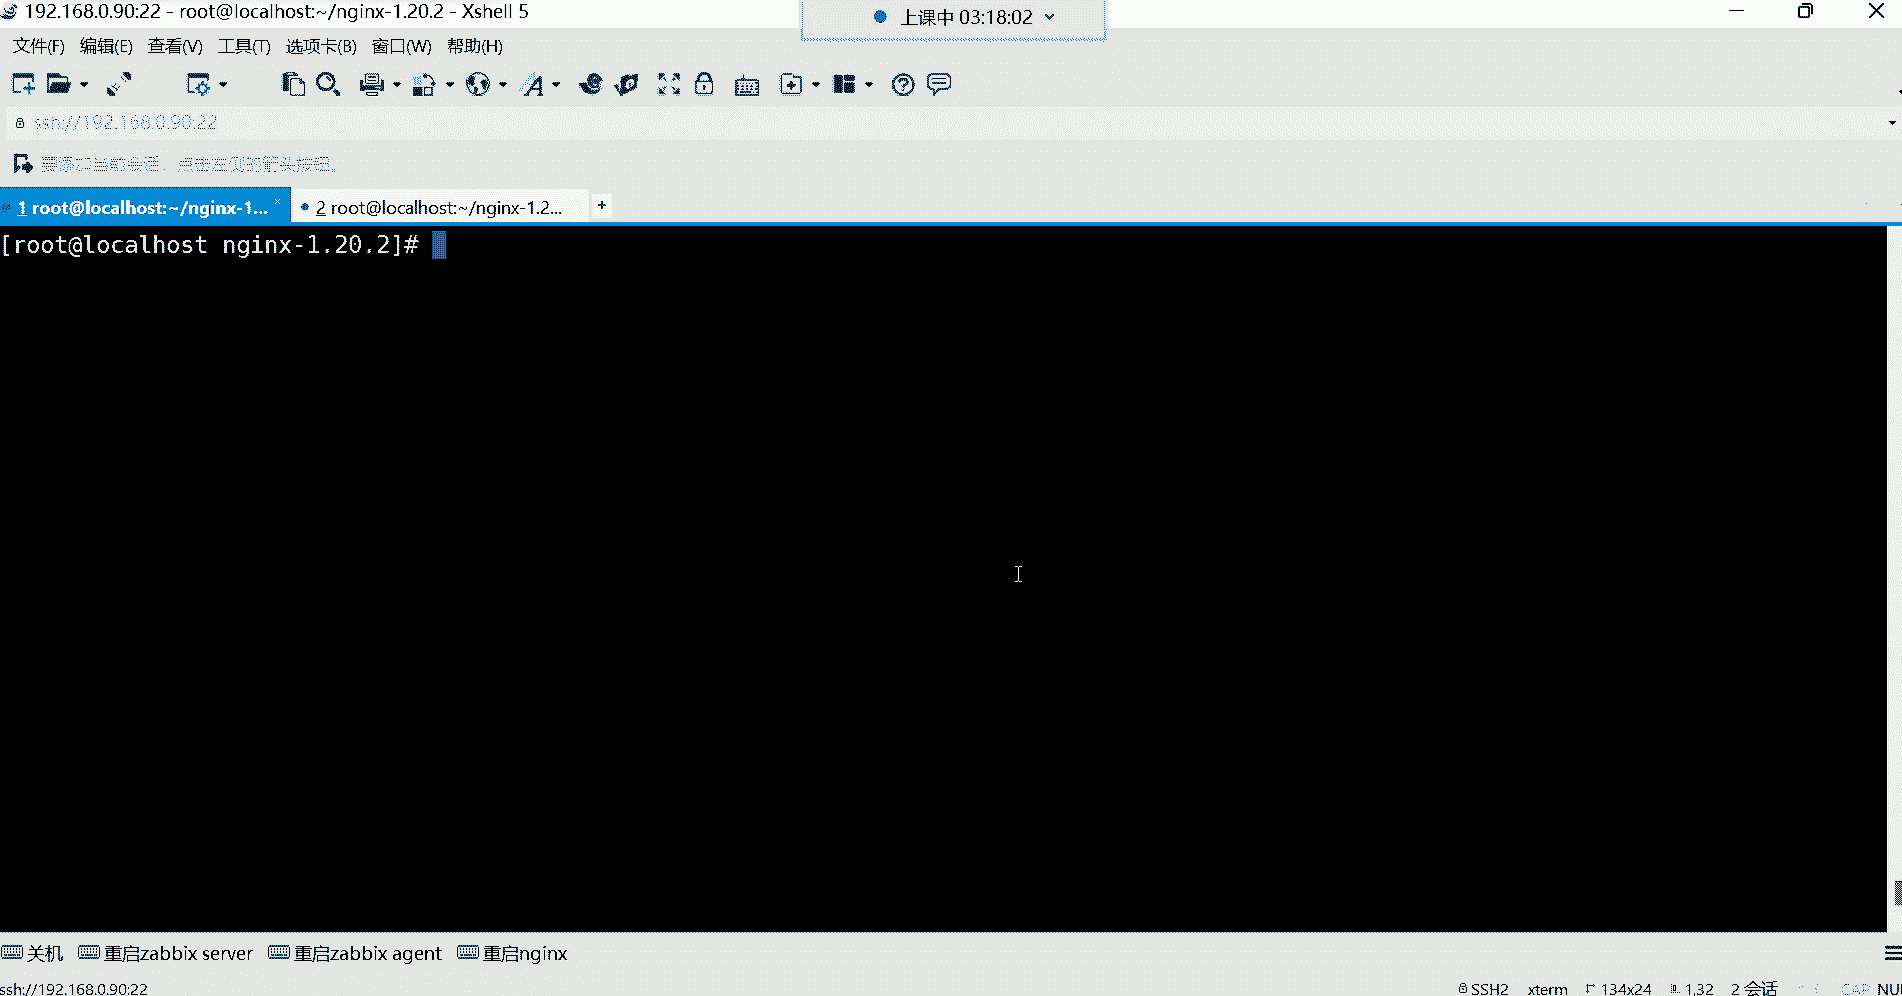 192.168.0.90:22 - root@localhost:~/nginx-1.20.2 - Xshell 5
上课中 03:18:02
文件(F) 编辑(E) 查看(V) 工具(T) 选项卡(B) 窗口(W) 帮助(H)
ssh://192.168.0.90:22
要添加当前会话，点击左侧的箭头按钮。
1 root@localhost:~/nginx-1... × 2 root@localhost:~/nginx-1.2... +
[root@localhost nginx-1.20.2]#
关机 重启zabbix server 重启zabbix agent 重启nginx
ssh://192.168.0.90:22 SSH2 xterm 134x24 1,32 2 会话 CAP NU